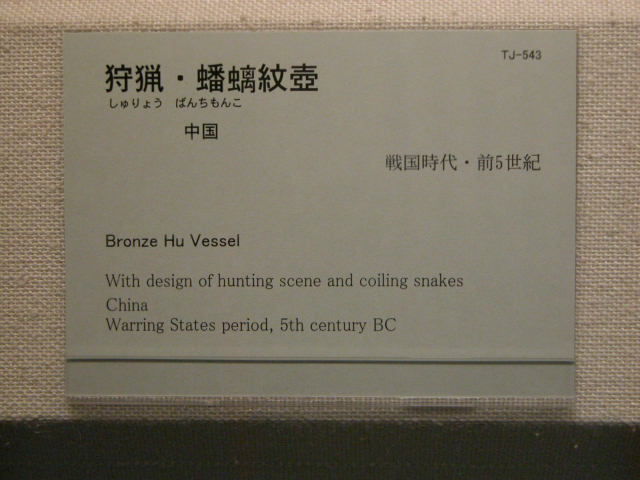 TJ-543
狩猟・蟠螭紋壺
しゅりょう ばんちもんこ
中国
戦国時代・前5世紀
Bronze Hu Vessel
With design of hunting scene and coiling snakes
China
Warring States period, 5th century BC